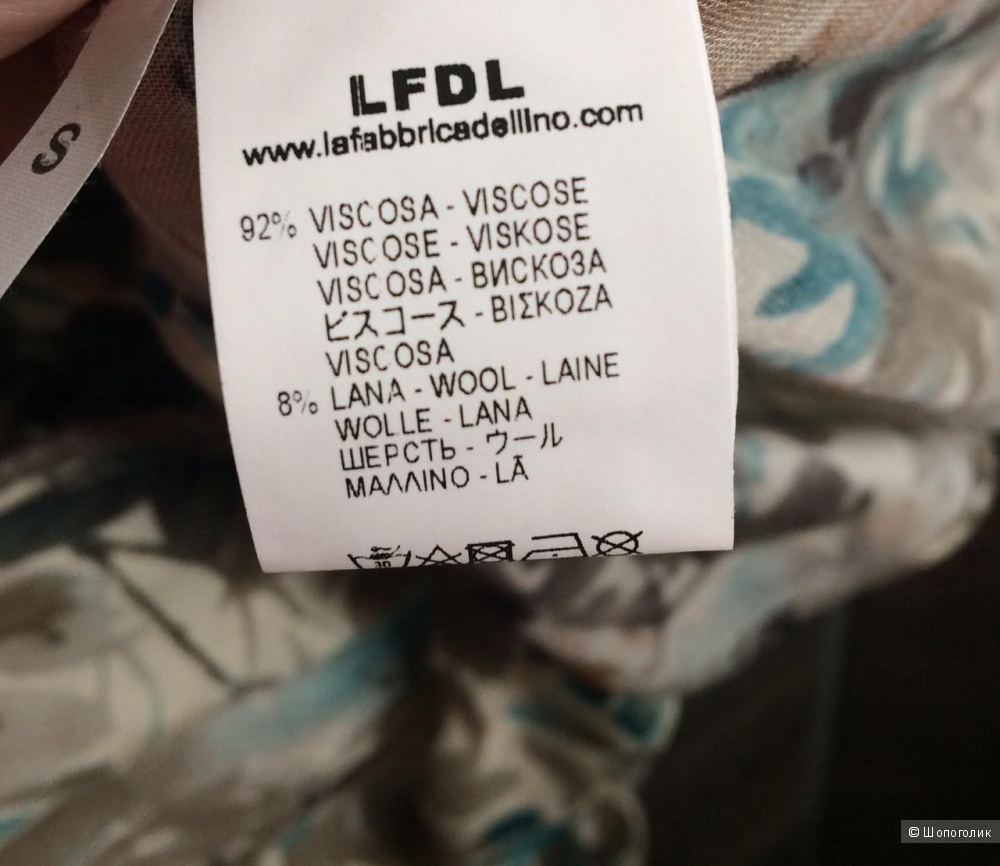 S
LFDL
www.lafabbricadellino.com
92% VISCOSA - VISCOSE
VISCOSE - VISKOSE
VISCOSA - ВИСКОЗА
ビスコース - ΒΙΣΚΟΖΑ
VISCOSA
8% LANA - WOOL - LAINE
WOLLE - LANA
ШЕРСТЬ - ウール
ΜΑΛΛΙΝΟ - LÃ
30
© Шопоголик